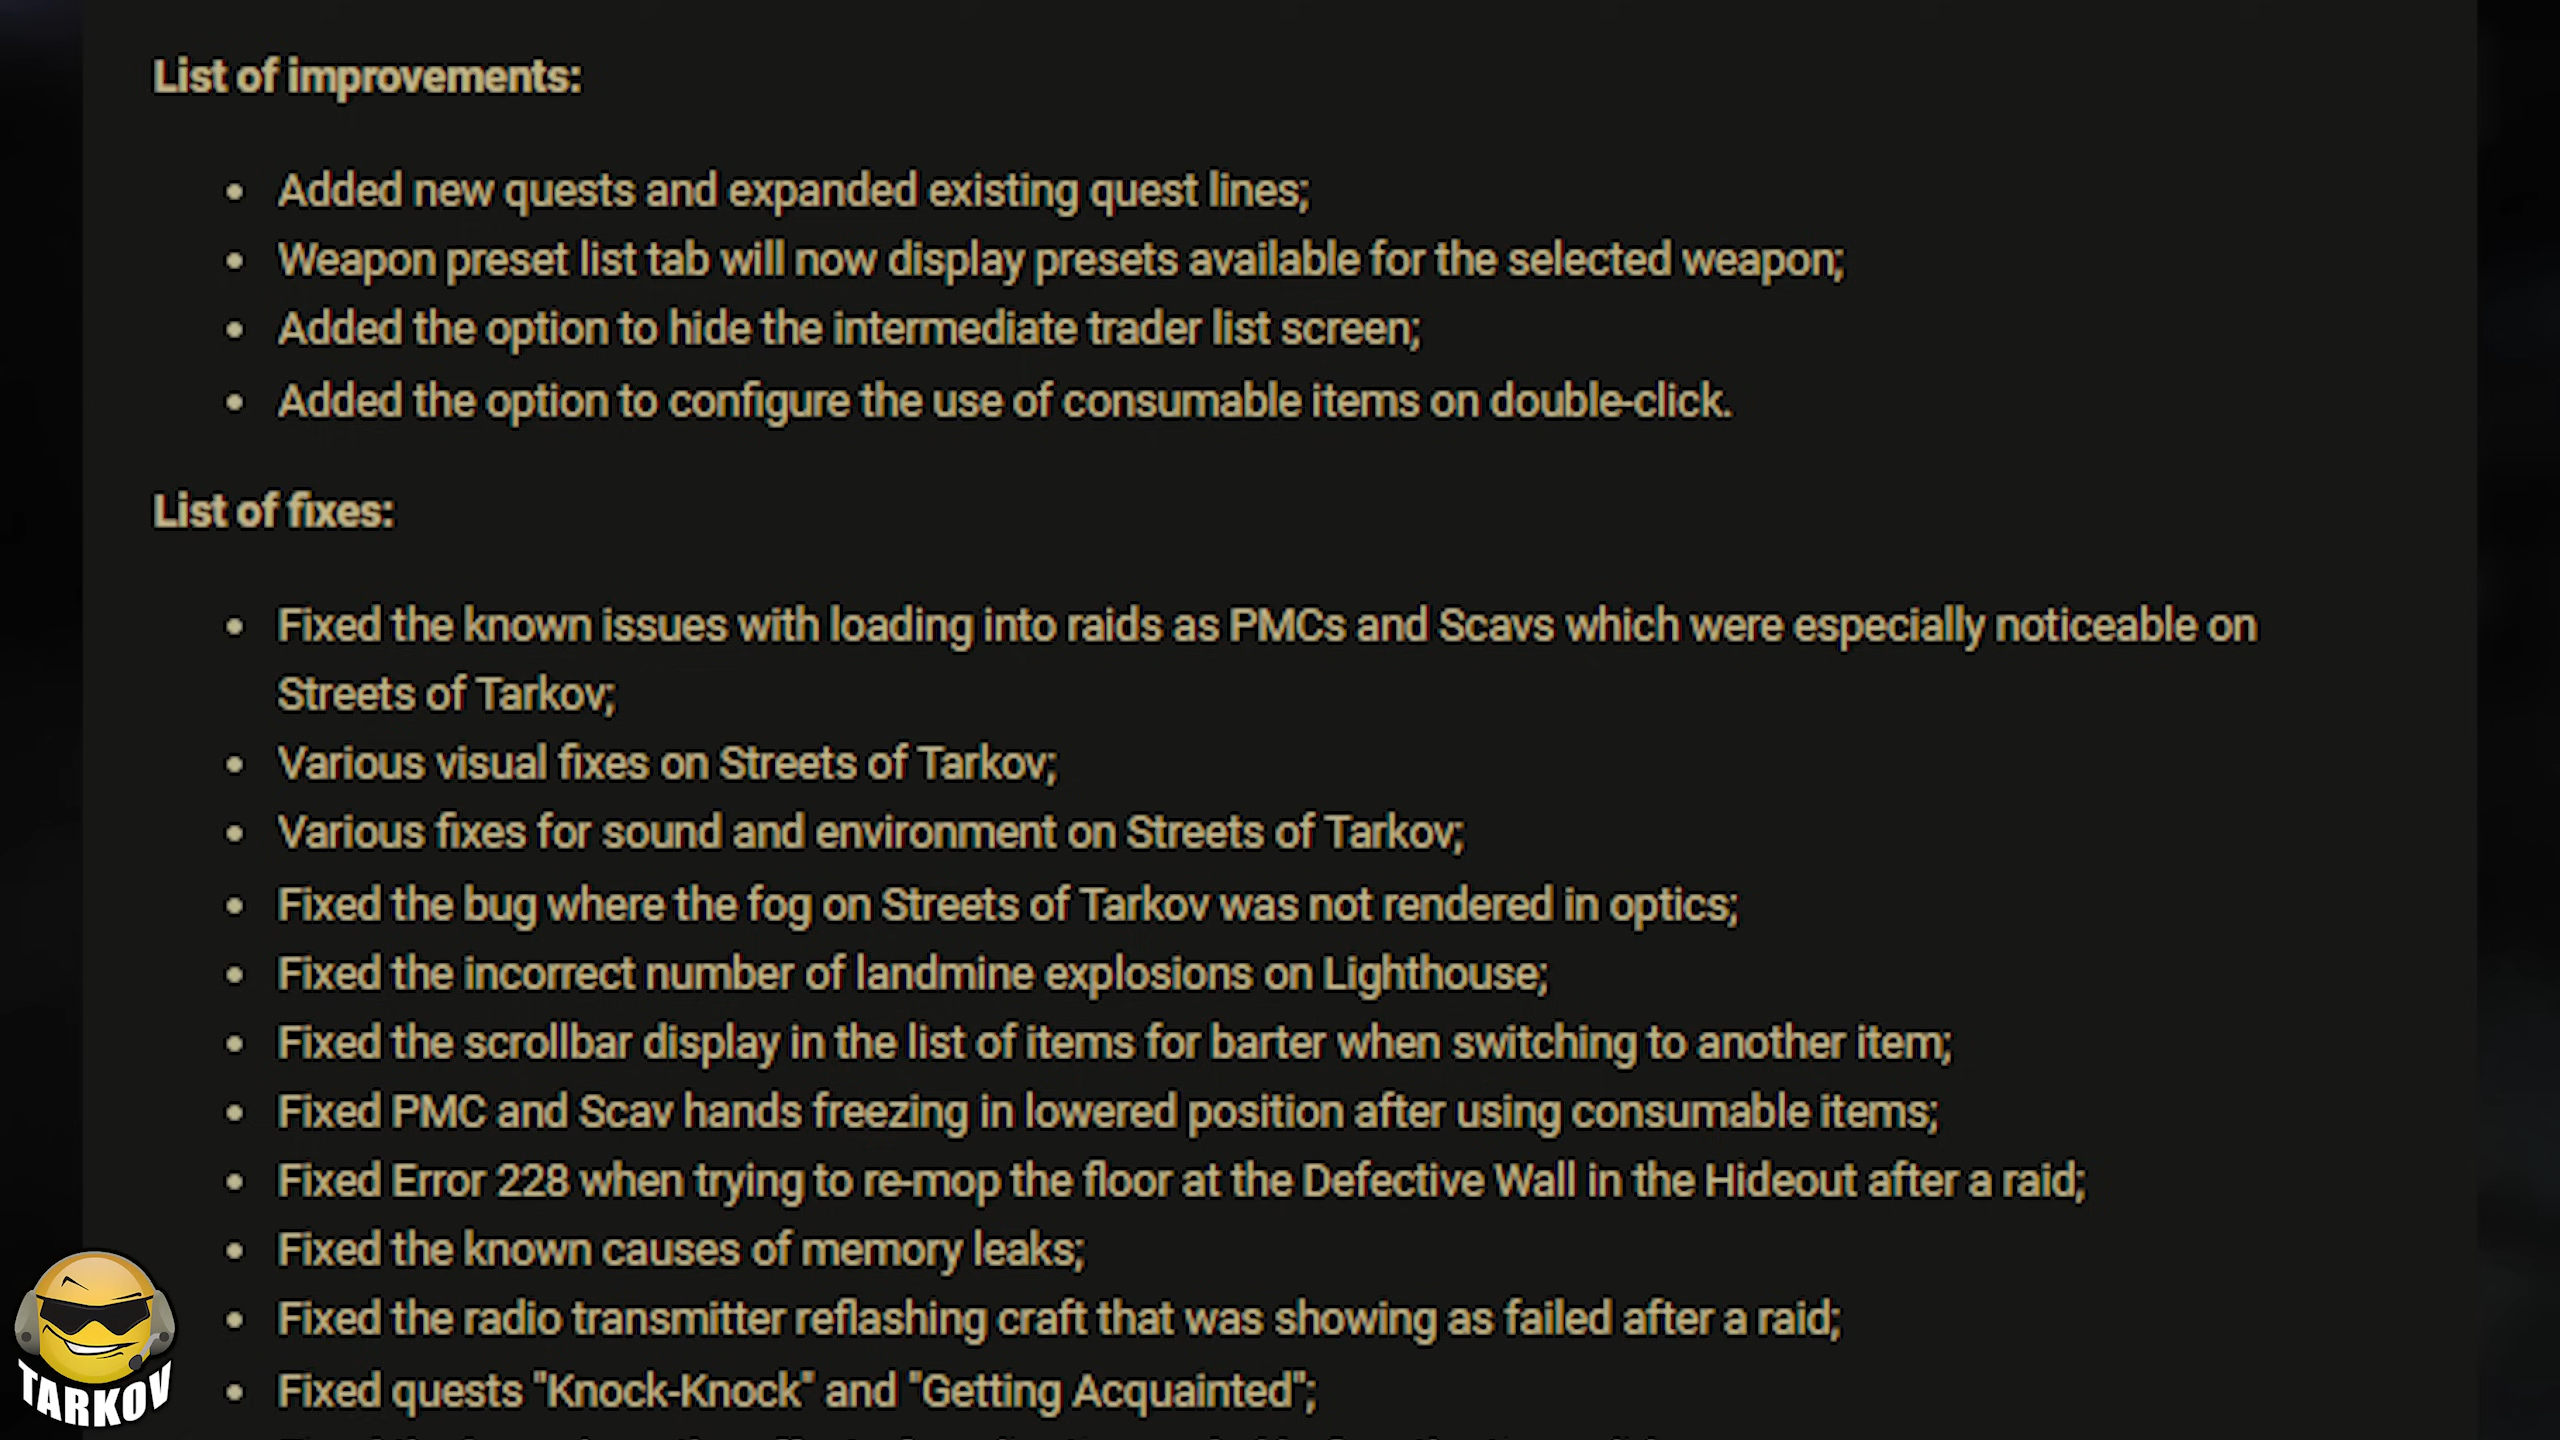 List of improvements:
• Added new quests and expanded existing quest lines;
• Weapon preset list tab will now display presets available for the selected weapon;
• Added the option to hide the intermediate trader list screen;
• Added the option to configure the use of consumable items on double-click.
List of fixes:
• Fixed the known issues with loading into raids as PMCs and Scavs which were especially noticeable on
Streets of Tarkov;
• Various visual fixes on Streets of Tarkov;
• Various fixes for sound and environment on Streets of Tarkov;
• Fixed the bug where the fog on Streets of Tarkov was not rendered in optics;
• Fixed the incorrect number of landmine explosions on Lighthouse;
• Fixed the scrollbar display in the list of items for barter when switching to another item;
• Fixed PMC and Scav hands freezing in lowered position after using consumable items;
• Fixed Error 228 when trying to re-mop the floor at the Defective Wall in the Hideout after a raid;
• Fixed the known causes of memory leaks;
• Fixed the radio transmitter reflashing craft that was showing as failed after a raid;
• Fixed quests "Knock-Knock" and "Getting Acquainted";
TARKOV